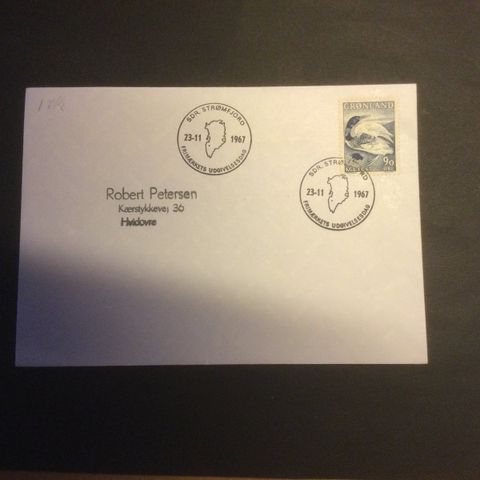 SDR. STRØMFJORD
23-11 1967
FRIMÆRKETS UDGIVELSESDAG
GRØNLAND
90
SDR. STRØMFJORD
23-11 1967
FRIMÆRKETS UDGIVELSESDAG
Robert Petersen
Kærstykkevej 36
Hvidovre